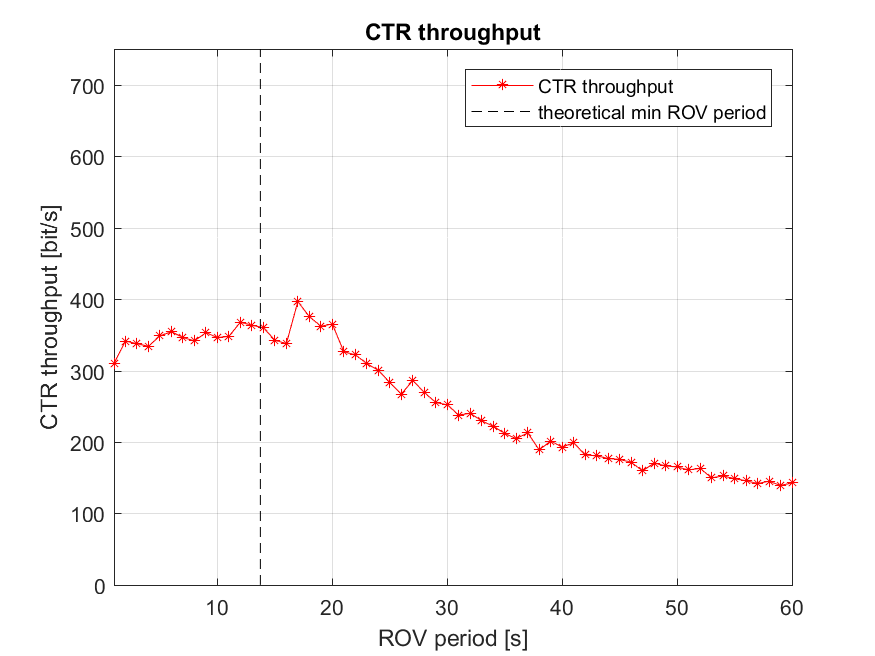 CTR throughput
CTR throughput
theoretical min ROV period
CTR throughput [bit/s]
700
600
500
400
300
200
100
0
10 20 30 40 50 60
ROV period [s]